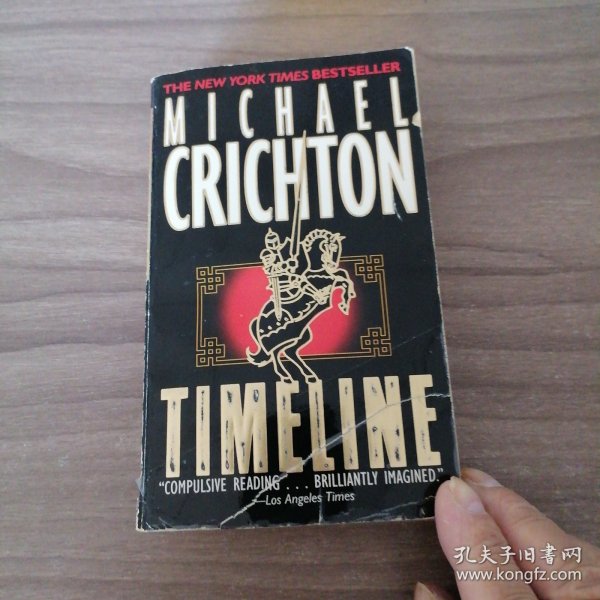 THE NEW YORK TIMES BESTSELLER
MICHAEL
CRICHTON
TIMELINE
"COMPULSIVE READING . . . BRILLIANTLY IMAGINED."
—Los Angeles Times
孔夫子旧书网
www.kongfz.com